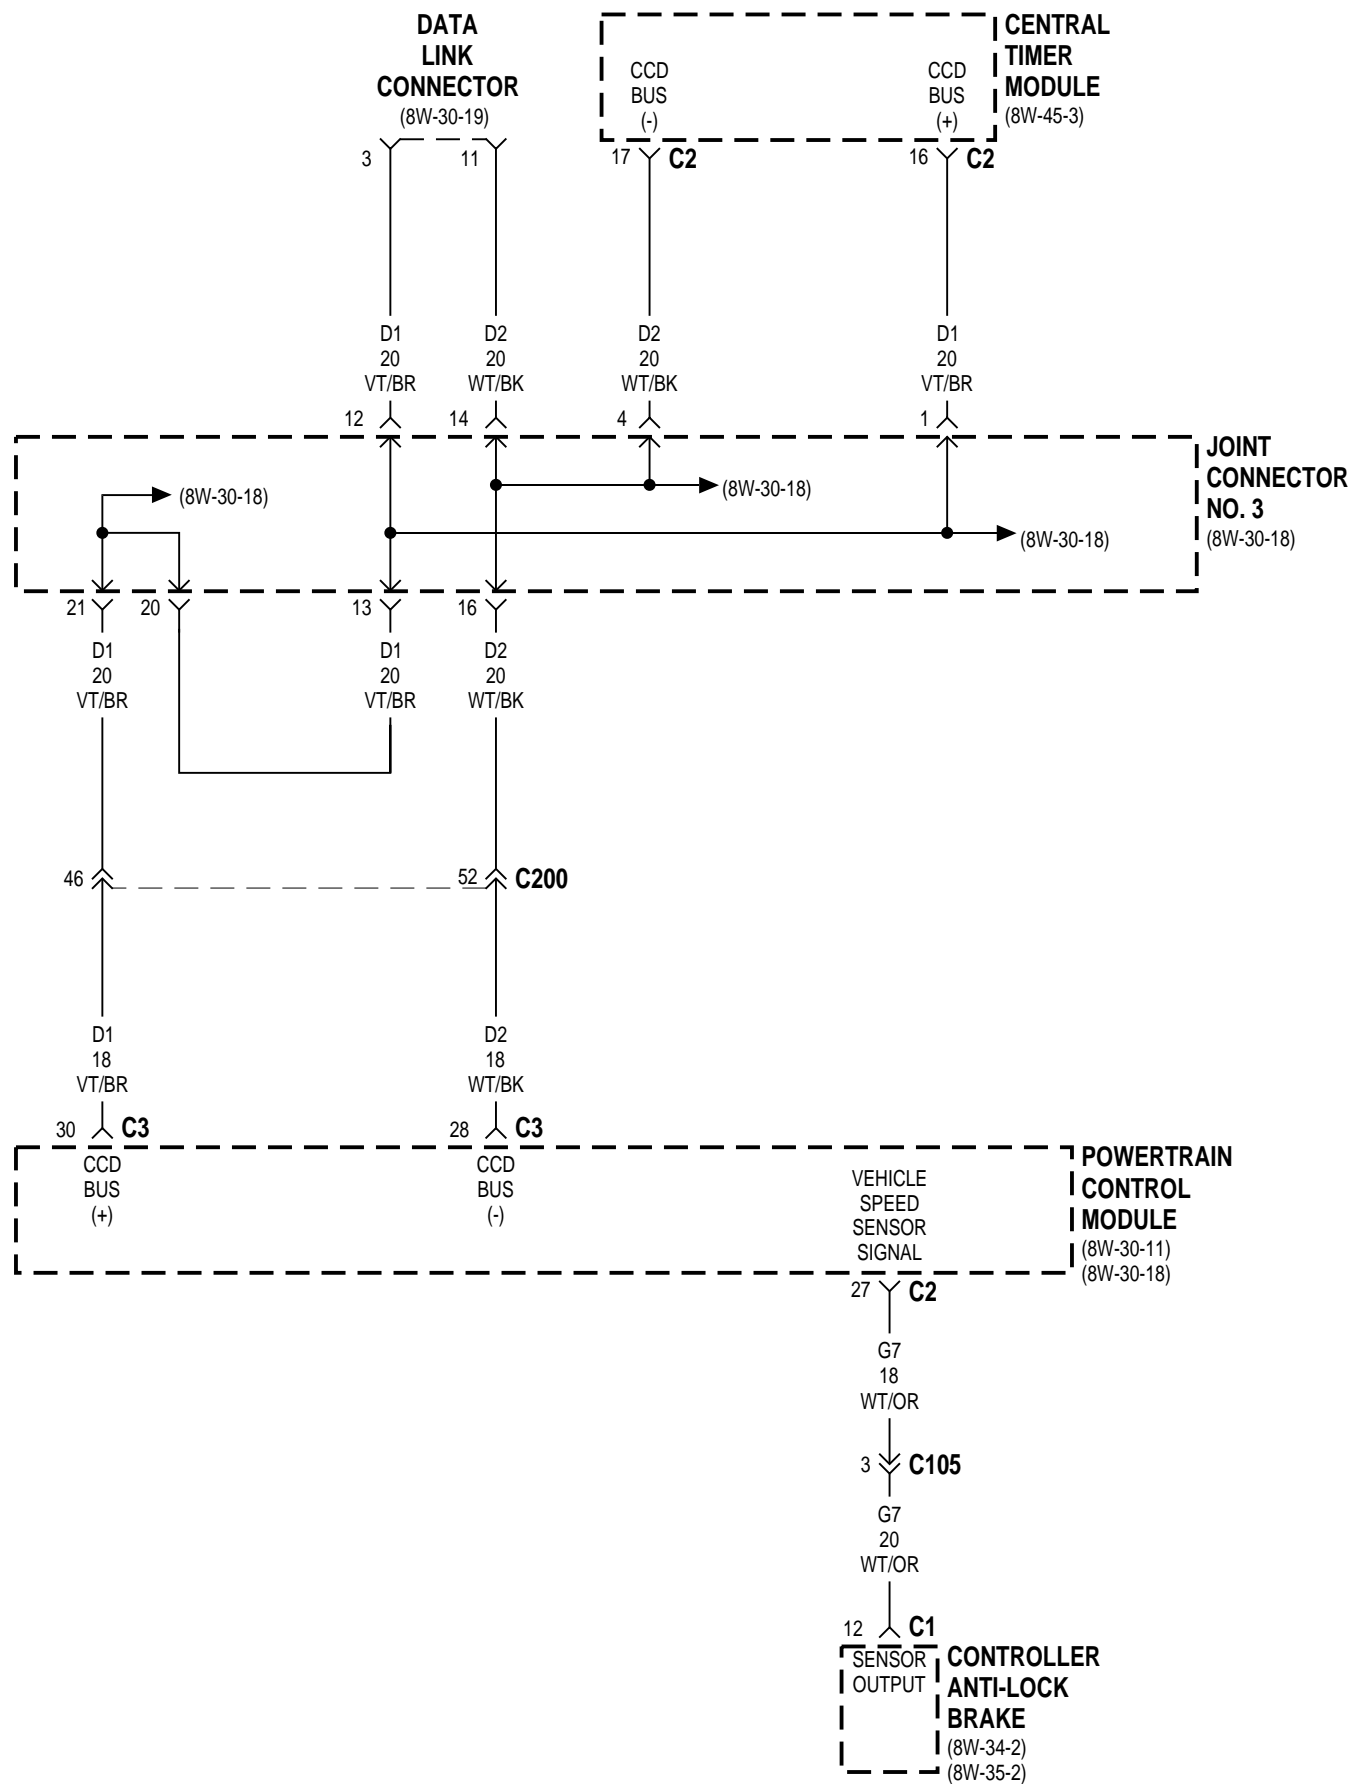 DATA
LINK
CONNECTOR
(8W-30-19)
CENTRAL
TIMER
MODULE
(8W-45-3)
CCD
BUS
(-)
CCD
BUS
(+)
3
11
17
C2
16
C2
D1
20
VT/BR
D2
20
WT/BK
D2
20
WT/BK
D1
20
VT/BR
12
14
4
1
JOINT
CONNECTOR
NO. 3
(8W-30-18)
(8W-30-18)
(8W-30-18)
(8W-30-18)
21
20
13
16
D1
20
VT/BR
D1
20
VT/BR
D2
20
WT/BK
46
52
C200
D1
18
VT/BR
D2
18
WT/BK
30
C3
28
C3
CCD
BUS
(+)
CCD
BUS
(-)
VEHICLE
SPEED
SENSOR
SIGNAL
POWERTRAIN
CONTROL
MODULE
(8W-30-11)
(8W-30-18)
27
C2
G7
18
WT/OR
3
C105
G7
20
WT/OR
12
C1
SENSOR
OUTPUT
CONTROLLER
ANTI-LOCK
BRAKE
(8W-34-2)
(8W-35-2)